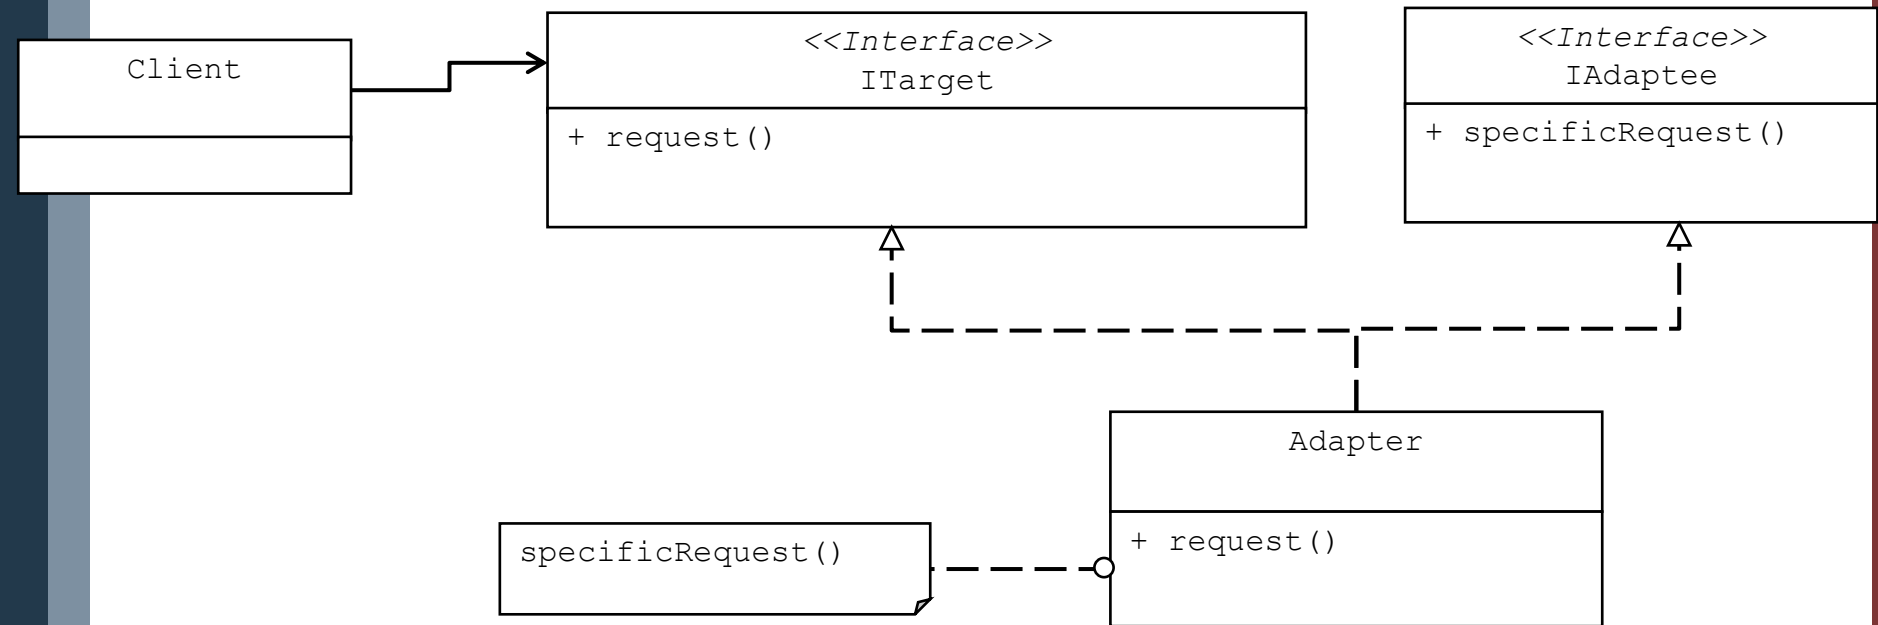 Client
<<Interface>>
ITarget
+ request()
<<Interface>>
IAdaptee
+ specificRequest()
Adapter
+ request()
specificRequest()